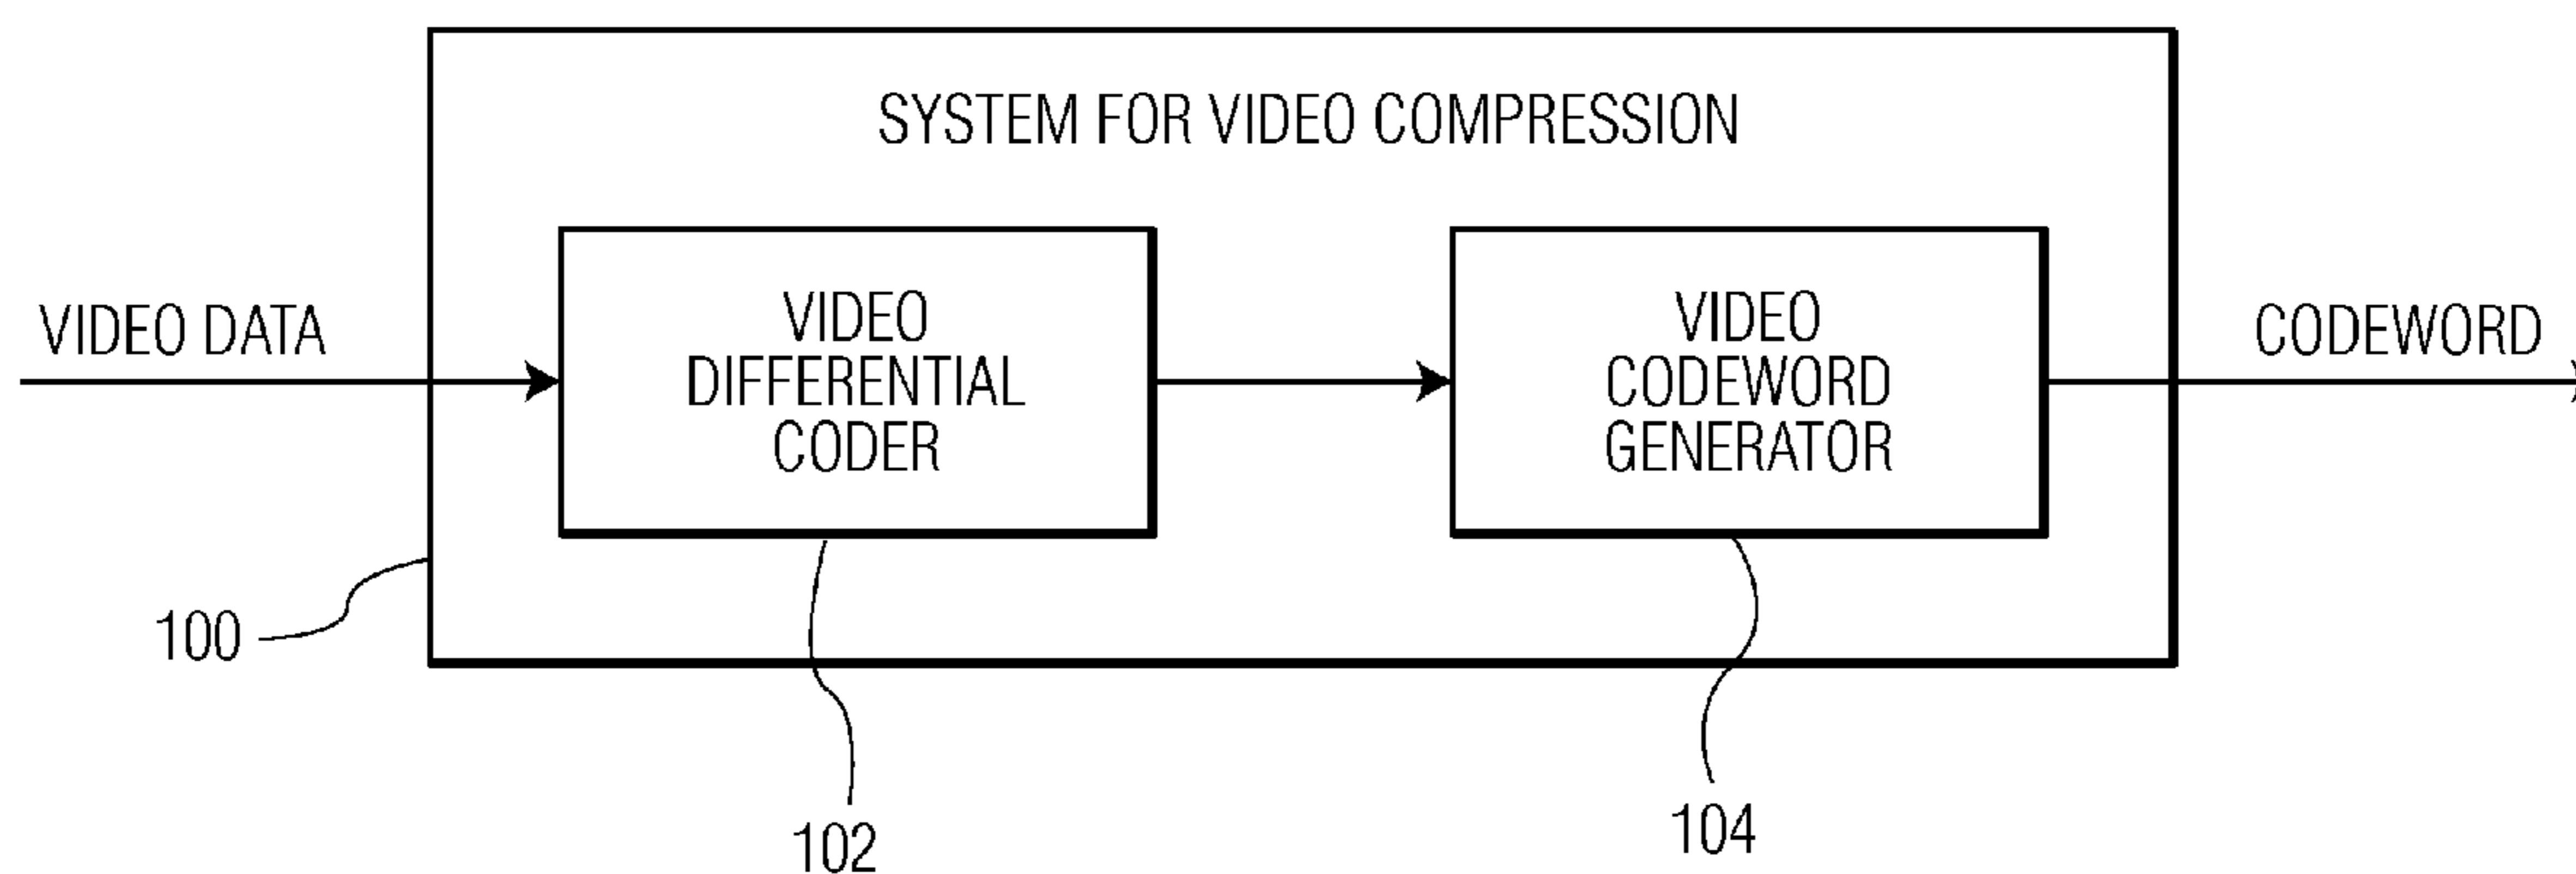 SYSTEM FOR VIDEO COMPRESSION
VIDEO DATA
VIDEO
DIFFERENTIAL
CODER
VIDEO
CODEWORD
GENERATOR
CODEWORD
100
102
104